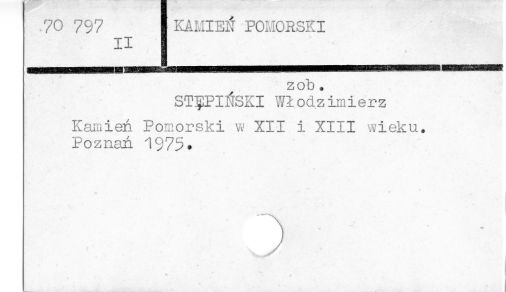 70 797
II
KAMIEŃ POMORSKI
zob.
STĘPIŃSKI Włodzimierz
Kamień Pomorski w XII i XIII wieku.
Poznań 1975.